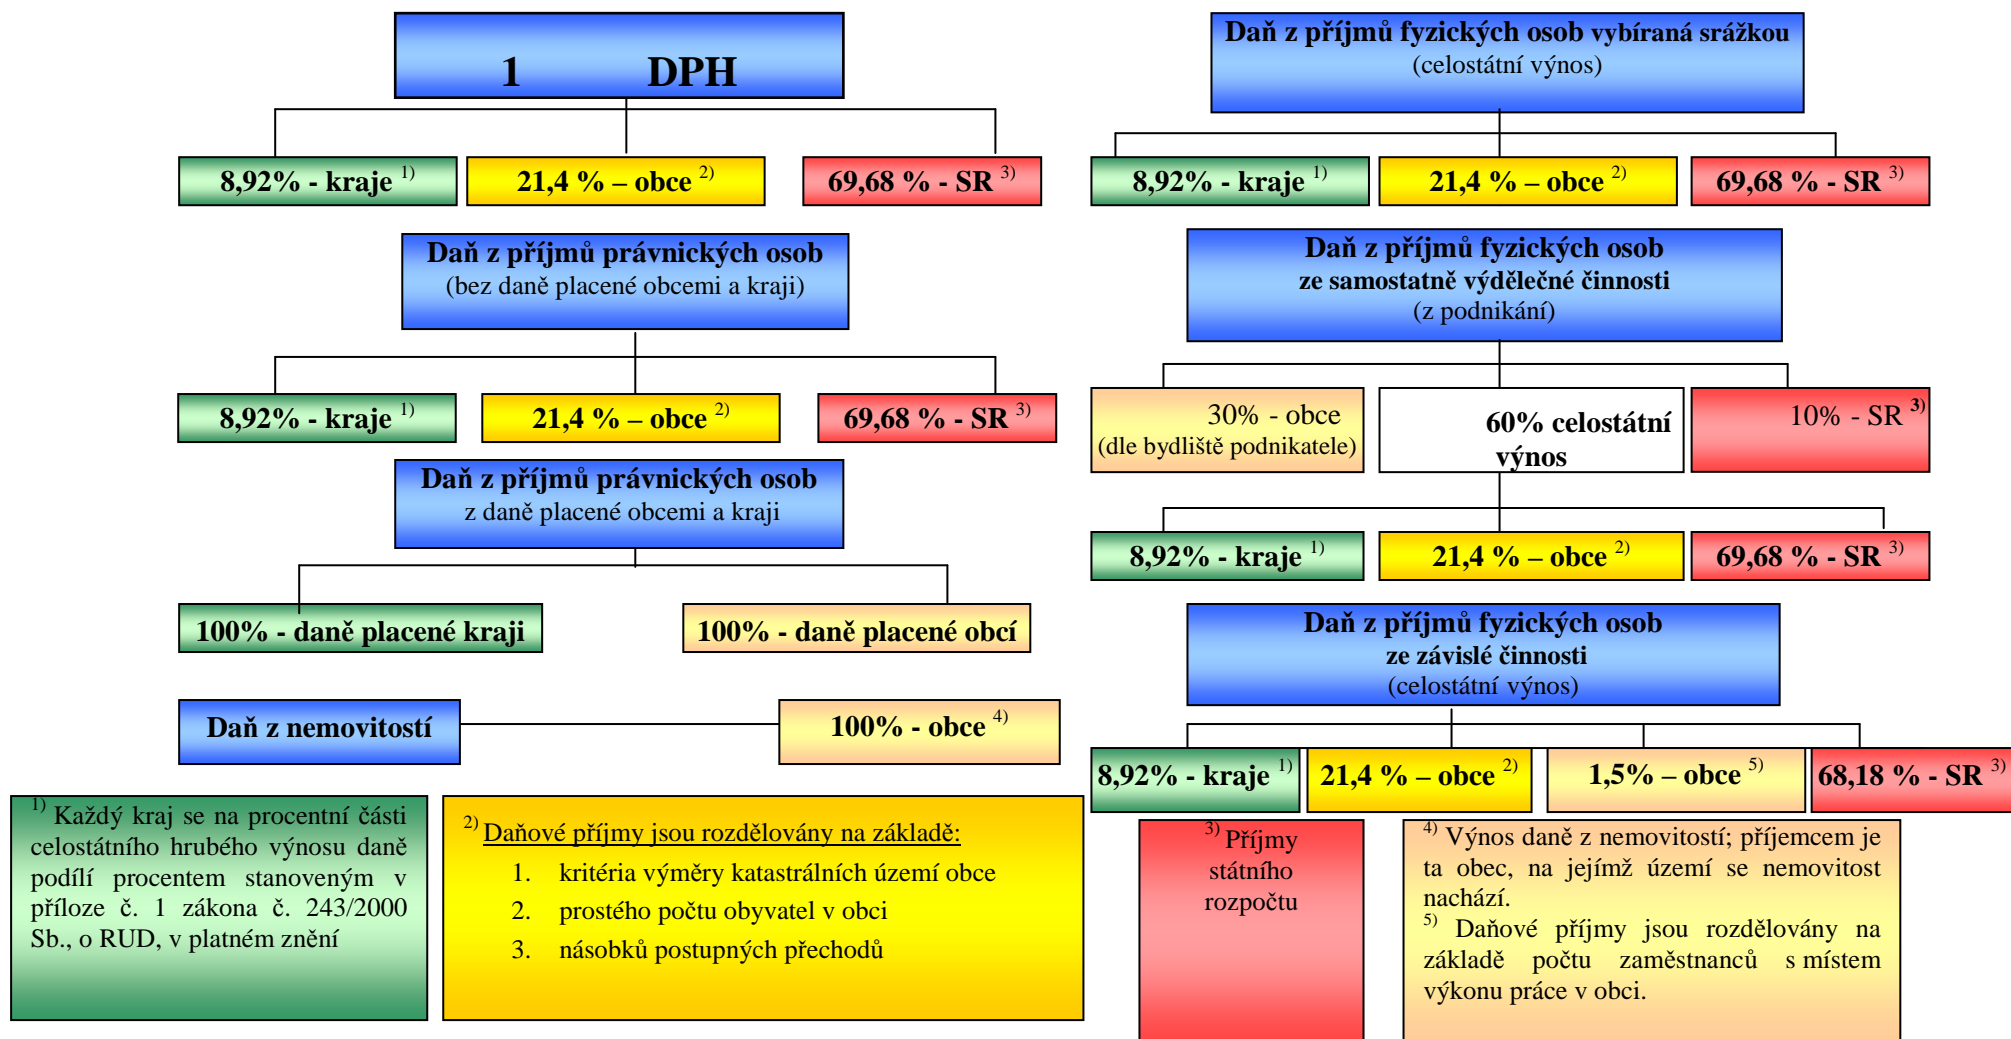 1 DPH
8,92% - kraje 1)
21,4 % – obce 2)
69,68 % - SR 3)
Daň z příjmů právnických osob
(bez daně placené obcemi a kraji)
8,92% - kraje 1)
21,4 % – obce 2)
69,68 % - SR 3)
Daň z příjmů právnických osob
z daně placené obcemi a kraji
100% - daně placené kraji
100% - daně placené obcí
Daň z nemovitostí
100% - obce 4)
Daň z příjmů fyzických osob vybíraná srážkou
(celostátní výnos)
8,92% - kraje 1)
21,4 % – obce 2)
69,68 % - SR 3)
Daň z příjmů fyzických osob
ze samostatně výdělečné činnosti
(z podnikání)
30% - obce
(dle bydliště podnikatele)
60% celostátní
výnos
10% - SR 3)
8,92% - kraje 1)
21,4 % – obce 2)
69,68 % - SR 3)
Daň z příjmů fyzických osob
ze závislé činnosti
(celostátní výnos)
8,92% - kraje 1)
21,4 % – obce 2)
1,5% – obce 5)
68,18 % - SR 3)
1) Každý kraj se na procentní části
celostátního hrubého výnosu daně
podílí procentem stanoveným v
příloze č. 1 zákona č. 243/2000
Sb., o RUD, v platném znění
2) Daňové příjmy jsou rozdělovány na základě:
1. kritéria výměry katastrálních území obce
2. prostého počtu obyvatel v obci
3. násobků postupných přechodů
3) Příjmy
státního
rozpočtu
4) Výnos daně z nemovitostí; příjemcem je
ta obec, na jejímž území se nemovitost
nachází.
5) Daňové příjmy jsou rozdělovány na
základě počtu zaměstnanců s místem
výkonu práce v obci.